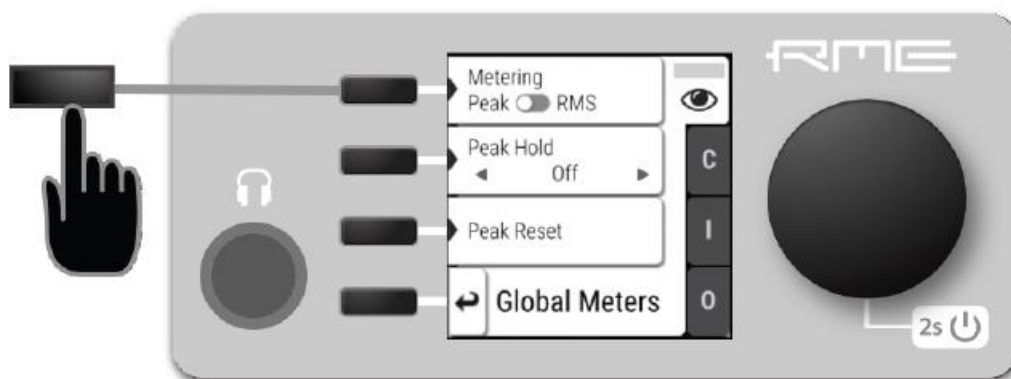 RME
Metering
Peak RMS
Peak Hold
Off
Peak Reset
Global Meters
C
I
O
2s